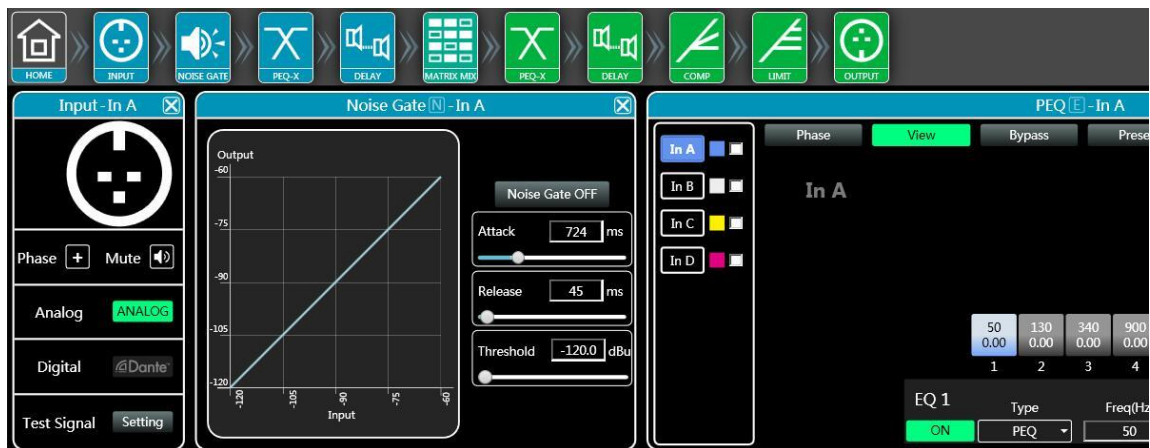 HOME INPUT NOISE GATE PEQ-X DELAY MATRIX MIX PEQ-X DELAY COMP LIMIT OUTPUT
Input-In A
Phase + Mute
Analog ANALOG
Digital Dante
Test Signal Setting
Noise Gate N -In A
Output
-60
-75
-90
-105
-120
-120 -105 -90 -75 -60
Input
Noise Gate OFF
Attack 724 ms
Release 45 ms
Threshold -120.0 dBu
PEQ E -In A
In A
In B
In C
In D
Phase View Bypass Prese
In A
50 130 340 900
0.00 0.00 0.00 0.00
1 2 3 4
EQ 1
ON
Type
PEQ
Freq(Hz
50